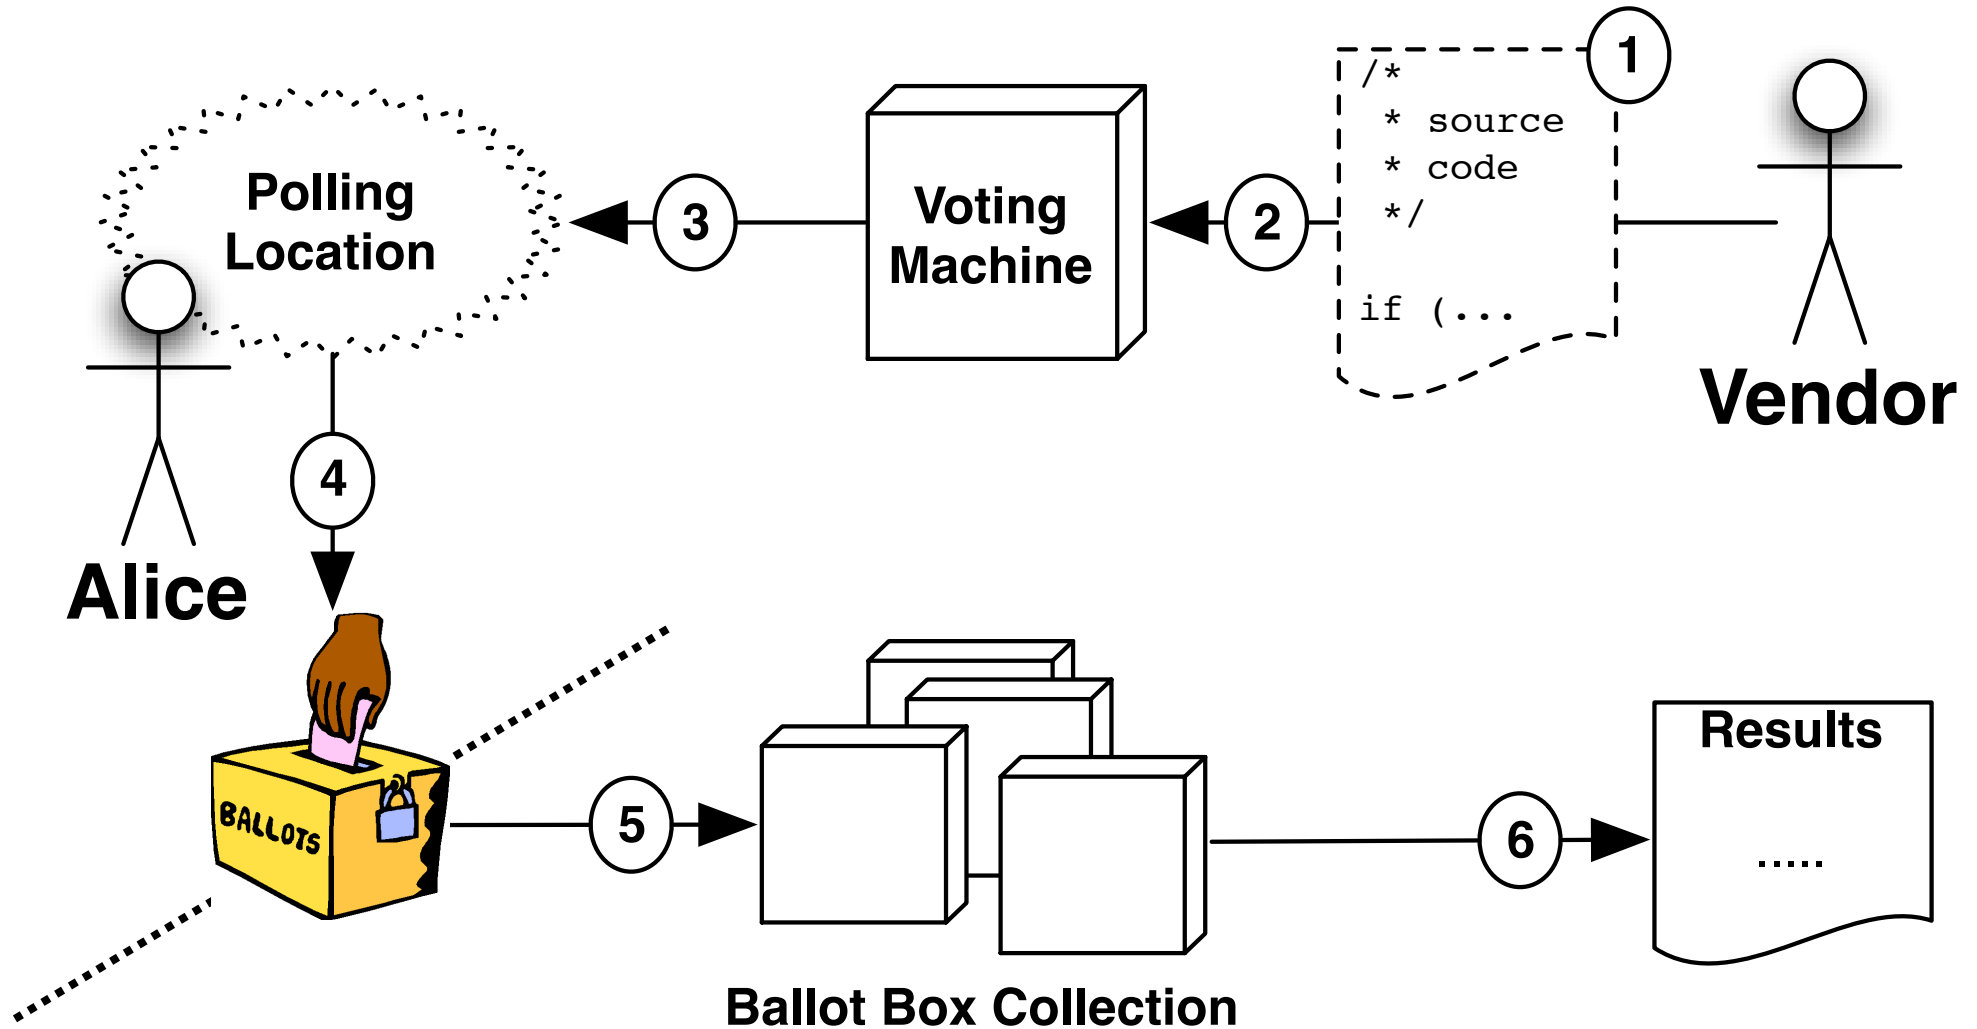 1
/*
* source
* code
*/
if (...
Vendor
2
Voting
Machine
3
Polling
Location
Alice
4
BALLOTS
5
Ballot Box Collection
6
Results
.....